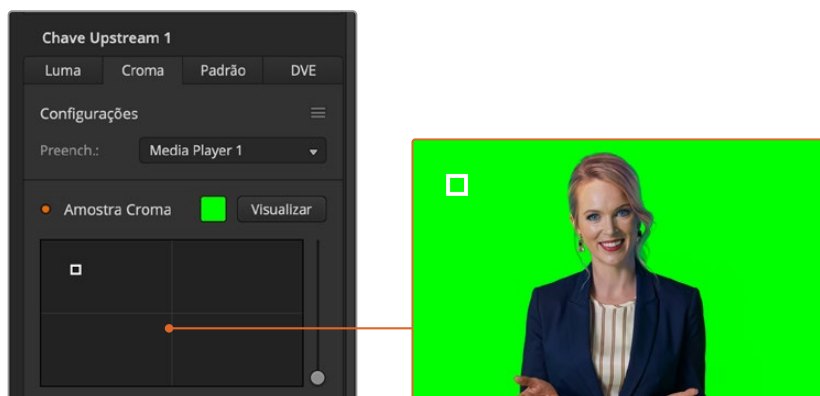 Chave Upstream 1
Luma Croma Padrão DVE
Configurações
Preench.: Media Player 1
Amostra Croma Visualizar